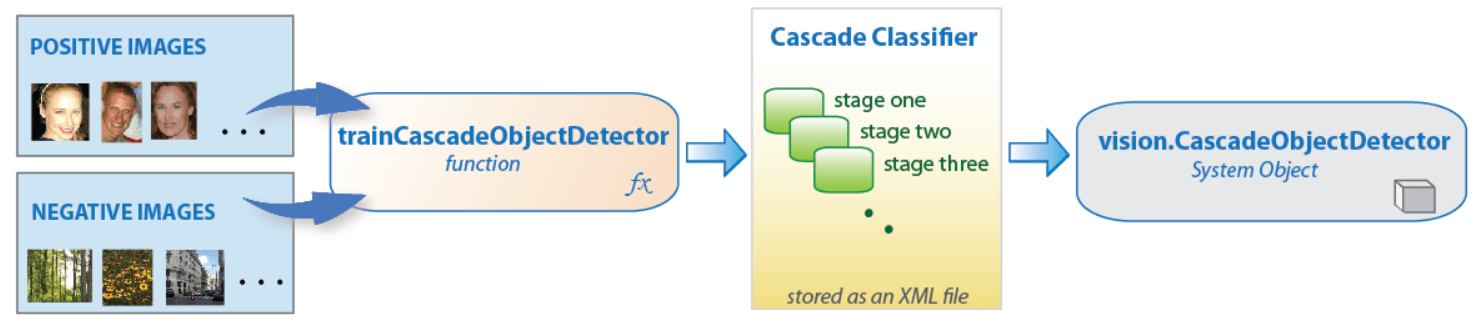 POSITIVE IMAGES
. . .
NEGATIVE IMAGES
. . .
trainCascadeObjectDetector
function
fx
Cascade Classifier
stage one
stage two
stage three
stored as an XML file
vision.CascadeObjectDetector
System Object